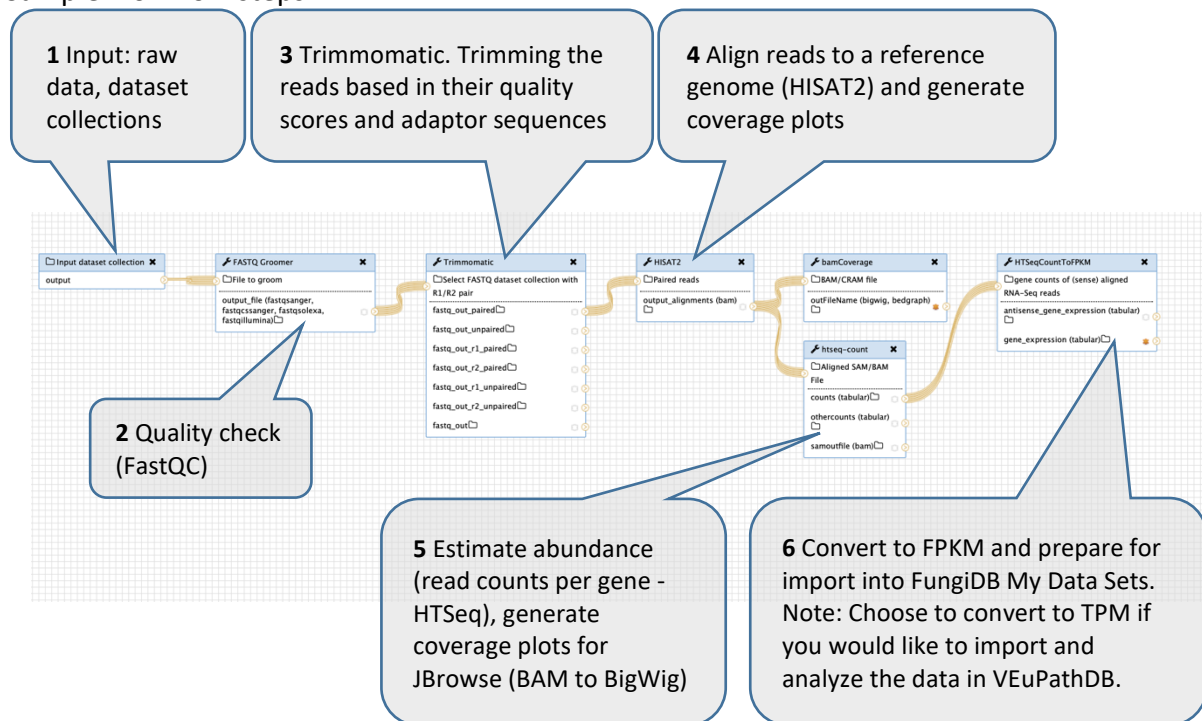 1 Input: raw
data, dataset
collections
3 Trimmomatic. Trimming the
reads based in their quality
scores and adaptor sequences
4 Align reads to a reference
genome (HISAT2) and generate
coverage plots
Input dataset collection
output
FASTQ Groomer
File to groom
output_file (fastqsanger,
fastqcssanger, fastqsolexa,
fastqillumina)
Trimmomatic
Select FASTQ dataset collection with
R1/R2 pair
fastq_out_paired
fastq_out_unpaired
fastq_out_r1_paired
fastq_out_r2_paired
fastq_out_r1_unpaired
fastq_out_r2_unpaired
fastq_out
HISAT2
Paired reads
output_alignments (bam)
bamCoverage
BAM/CRAM file
outFileName (bigwig, bedgraph)
htseq-count
Aligned SAM/BAM
File
counts (tabular)
othercounts (tabular)
samoutfile (bam)
HTSeqCountToFPKM
gene counts of (sense) aligned
RNA-Seq reads
antisense_gene_expression (tabular)
gene_expression (tabular)
2 Quality check
(FastQC)
5 Estimate abundance
(read counts per gene -
HTSeq), generate
coverage plots for
JBrowse (BAM to BigWig)
6 Convert to FPKM and prepare for
import into FungiDB My Data Sets.
Note: Choose to convert to TPM if
you would like to import and
analyze the data in VEuPathDB.